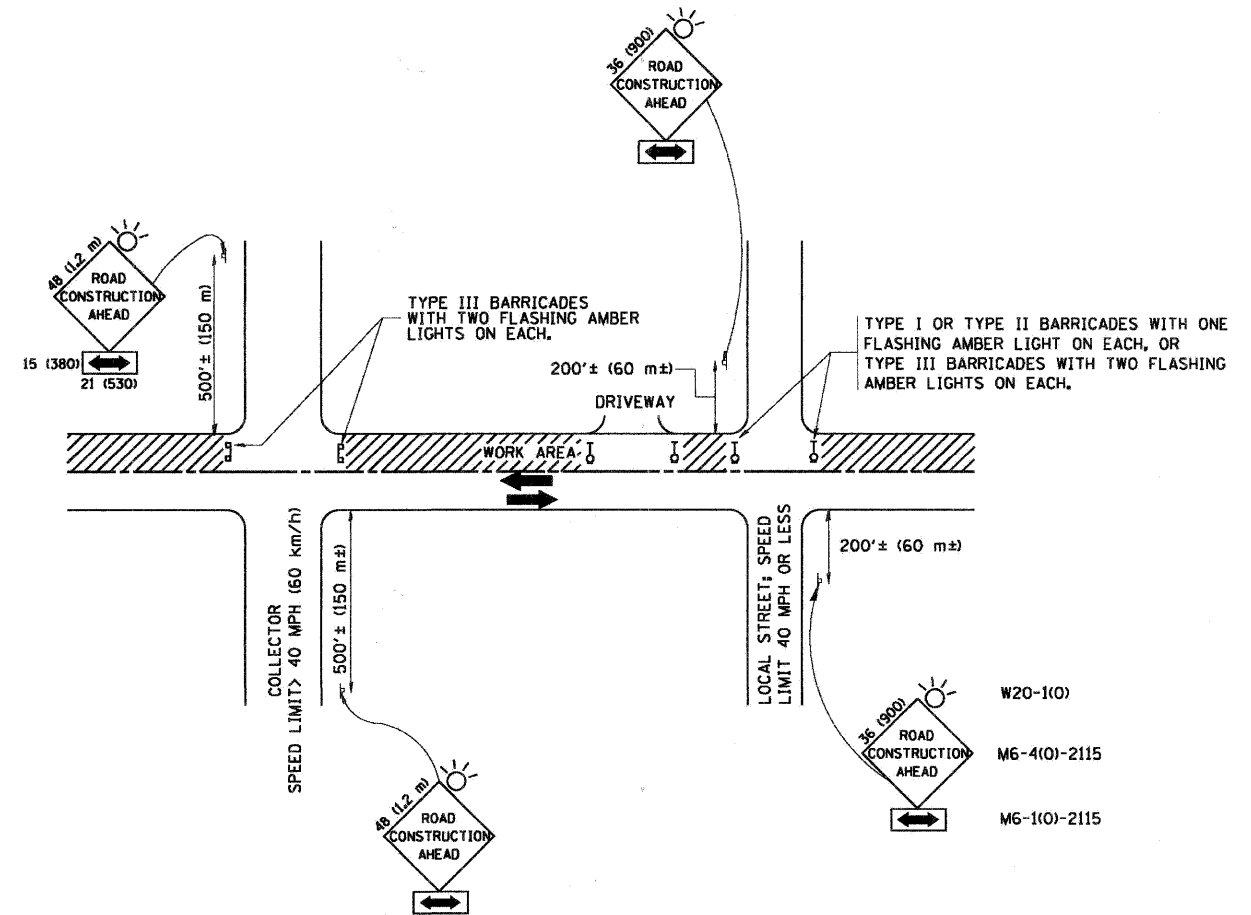 36 (900)
ROAD
CONSTRUCTION
AHEAD
48 (1.2 m)
ROAD
CONSTRUCTION
AHEAD
15 (380)
21 (530)
500'± (150 m)
TYPE III BARRICADES
WITH TWO FLASHING AMBER
LIGHTS ON EACH.
200'± (60 m±)
DRIVEWAY
TYPE I OR TYPE II BARRICADES WITH ONE
FLASHING AMBER LIGHT ON EACH, OR
TYPE III BARRICADES WITH TWO FLASHING
AMBER LIGHTS ON EACH.
WORK AREA
COLLECTOR
SPEED LIMIT> 40 MPH (60 km/h)
500'± (150 m±)
LOCAL STREET; SPEED
LIMIT 40 MPH OR LESS
200'± (60 m±)
48 (1.2 m)
ROAD
CONSTRUCTION
AHEAD
36 (900)
ROAD
CONSTRUCTION
AHEAD
W20-1(O)
M6-4(O)-2115
M6-1(O)-2115